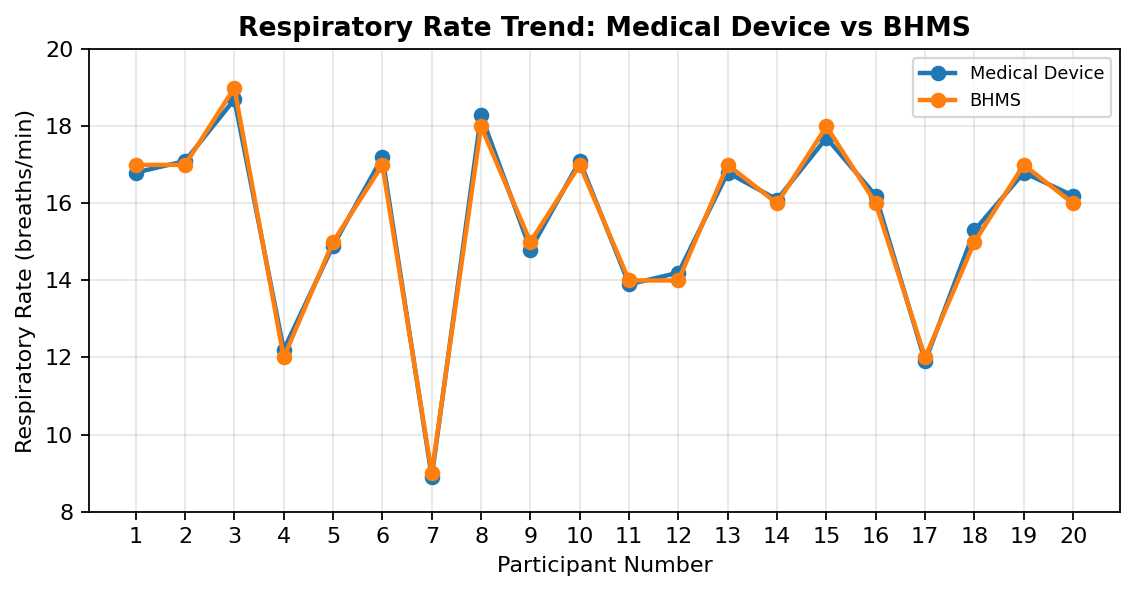 Respiratory Rate Trend: Medical Device vs BHMS
Respiratory Rate (breaths/min)
20
18
16
14
12
10
8
Medical Device
BHMS
1 2 3 4 5 6 7 8 9 10 11 12 13 14 15 16 17 18 19 20
Participant Number